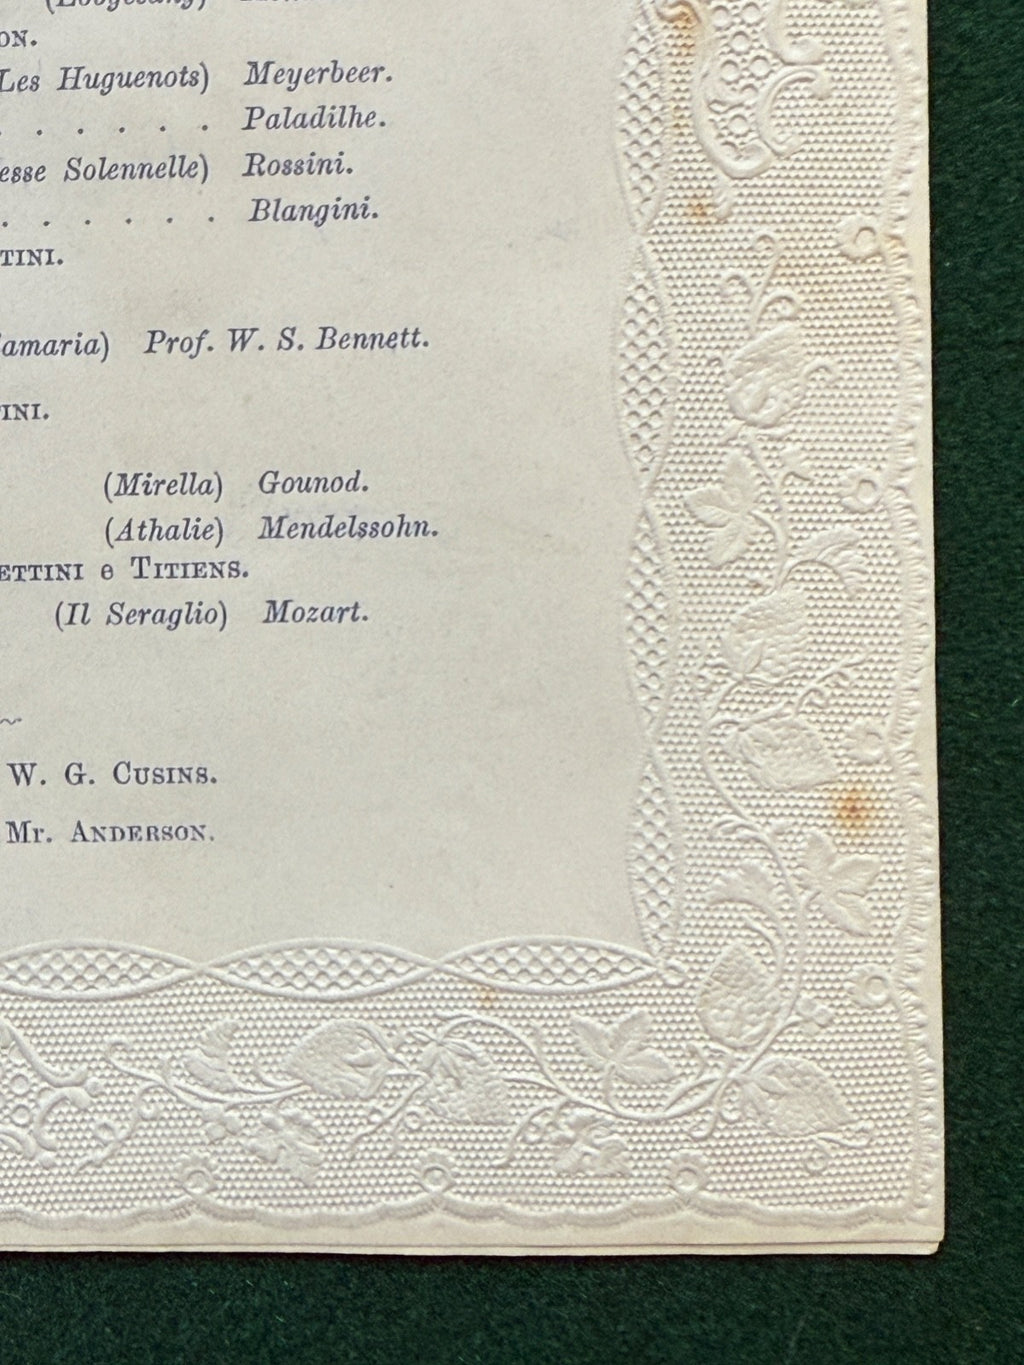 ON.
Les Huguenots) Meyerbeer.
. . . . . . Paladilhe.
esse Solennelle) Rossini.
. . . . . . Blangini.
TINI.
amaria) Prof. W. S. Bennett.
INI.
(Mirella) Gounod.
(Athalie) Mendelssohn.
ETTINI e TITIENS.
(Il Seraglio) Mozart.
W. G. CUSINS.
Mr. ANDERSON.